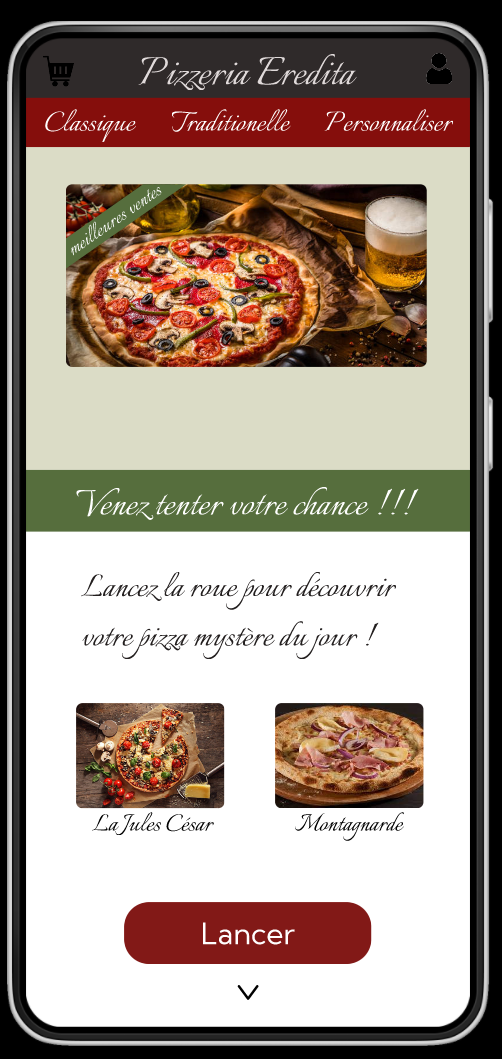 Pizzeria Eredita
Classique Traditionelle Personnaliser
meilleures ventes
Venez tenter votre chance !!!
Lancez la roue pour découvrir
votre pizza mystère du jour !
La Jules César Montagnarde
Lancer